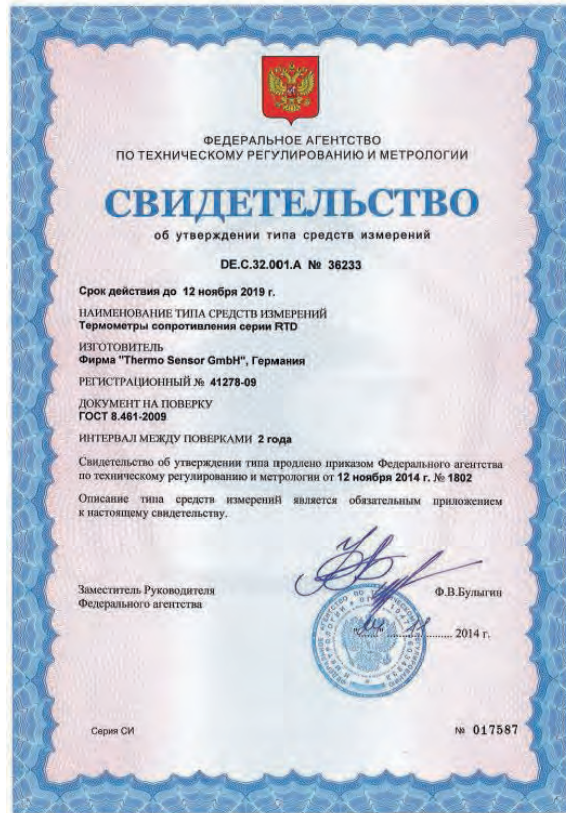 ФЕДЕРАЛЬНОЕ АГЕНТСТВО
ПО ТЕХНИЧЕСКОМУ РЕГУЛИРОВАНИЮ И МЕТРОЛОГИИ
СВИДЕТЕЛЬСТВО
об утверждении типа средств измерений
DE.C.32.001.A № 36233
Срок действия до 12 ноября 2019 г.
НАИМЕНОВАНИЕ ТИПА СРЕДСТВ ИЗМЕРЕНИЙ
Термометры сопротивления серии RTD
ИЗГОТОВИТЕЛЬ
Фирма "Thermo Sensor GmbH", Германия
РЕГИСТРАЦИОННЫЙ № 41278-09
ДОКУМЕНТ НА ПОВЕРКУ
ГОСТ 8.461-2009
ИНТЕРВАЛ МЕЖДУ ПОВЕРКАМИ 2 года
Свидетельство об утверждении типа продлено приказом Федерального агентства
по техническому регулированию и метрологии от 12 ноября 2014 г. № 1802
Описание типа средств измерений является обязательным приложением
к настоящему свидетельству.
Заместитель Руководителя
Федерального агентства
Ф.В.Булыгин
2014 г.
Серия СИ
№ 017587